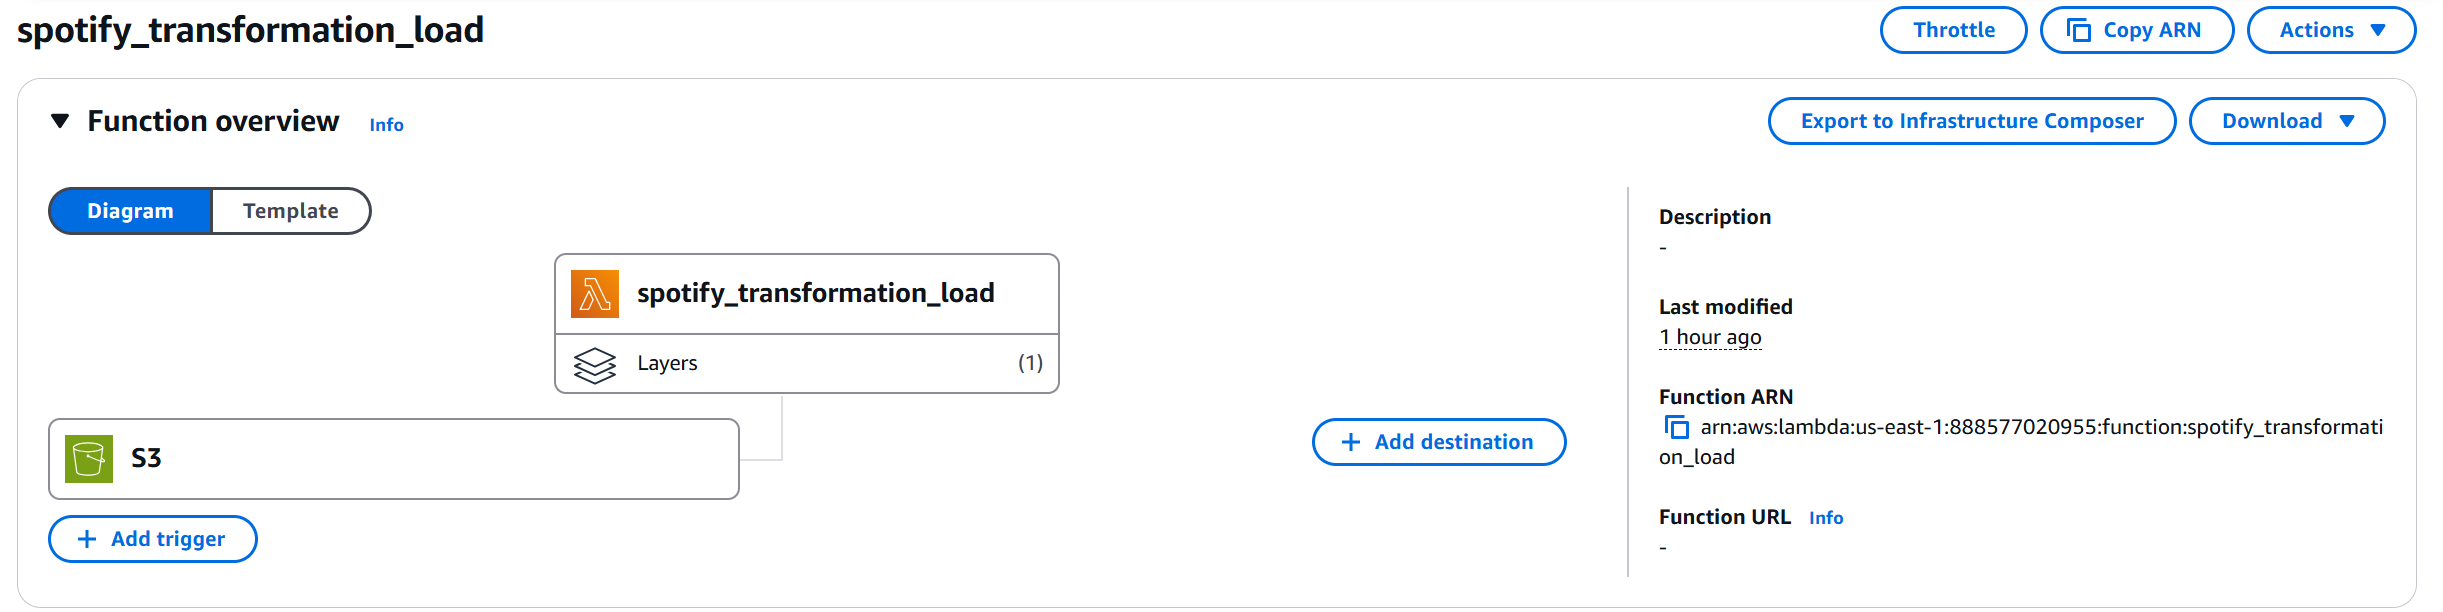 spotify_transformation_load
Throttle
Copy ARN
Actions
Function overview
Info
Export to Infrastructure Composer
Download
Diagram
Template
spotify_transformation_load
Layers
(1)
S3
Add trigger
Add destination
Description
-
Last modified
1 hour ago
Function ARN
arn:aws:lambda:us-east-1:888577020955:function:spotify_transformati
on_load
Function URL
Info
-